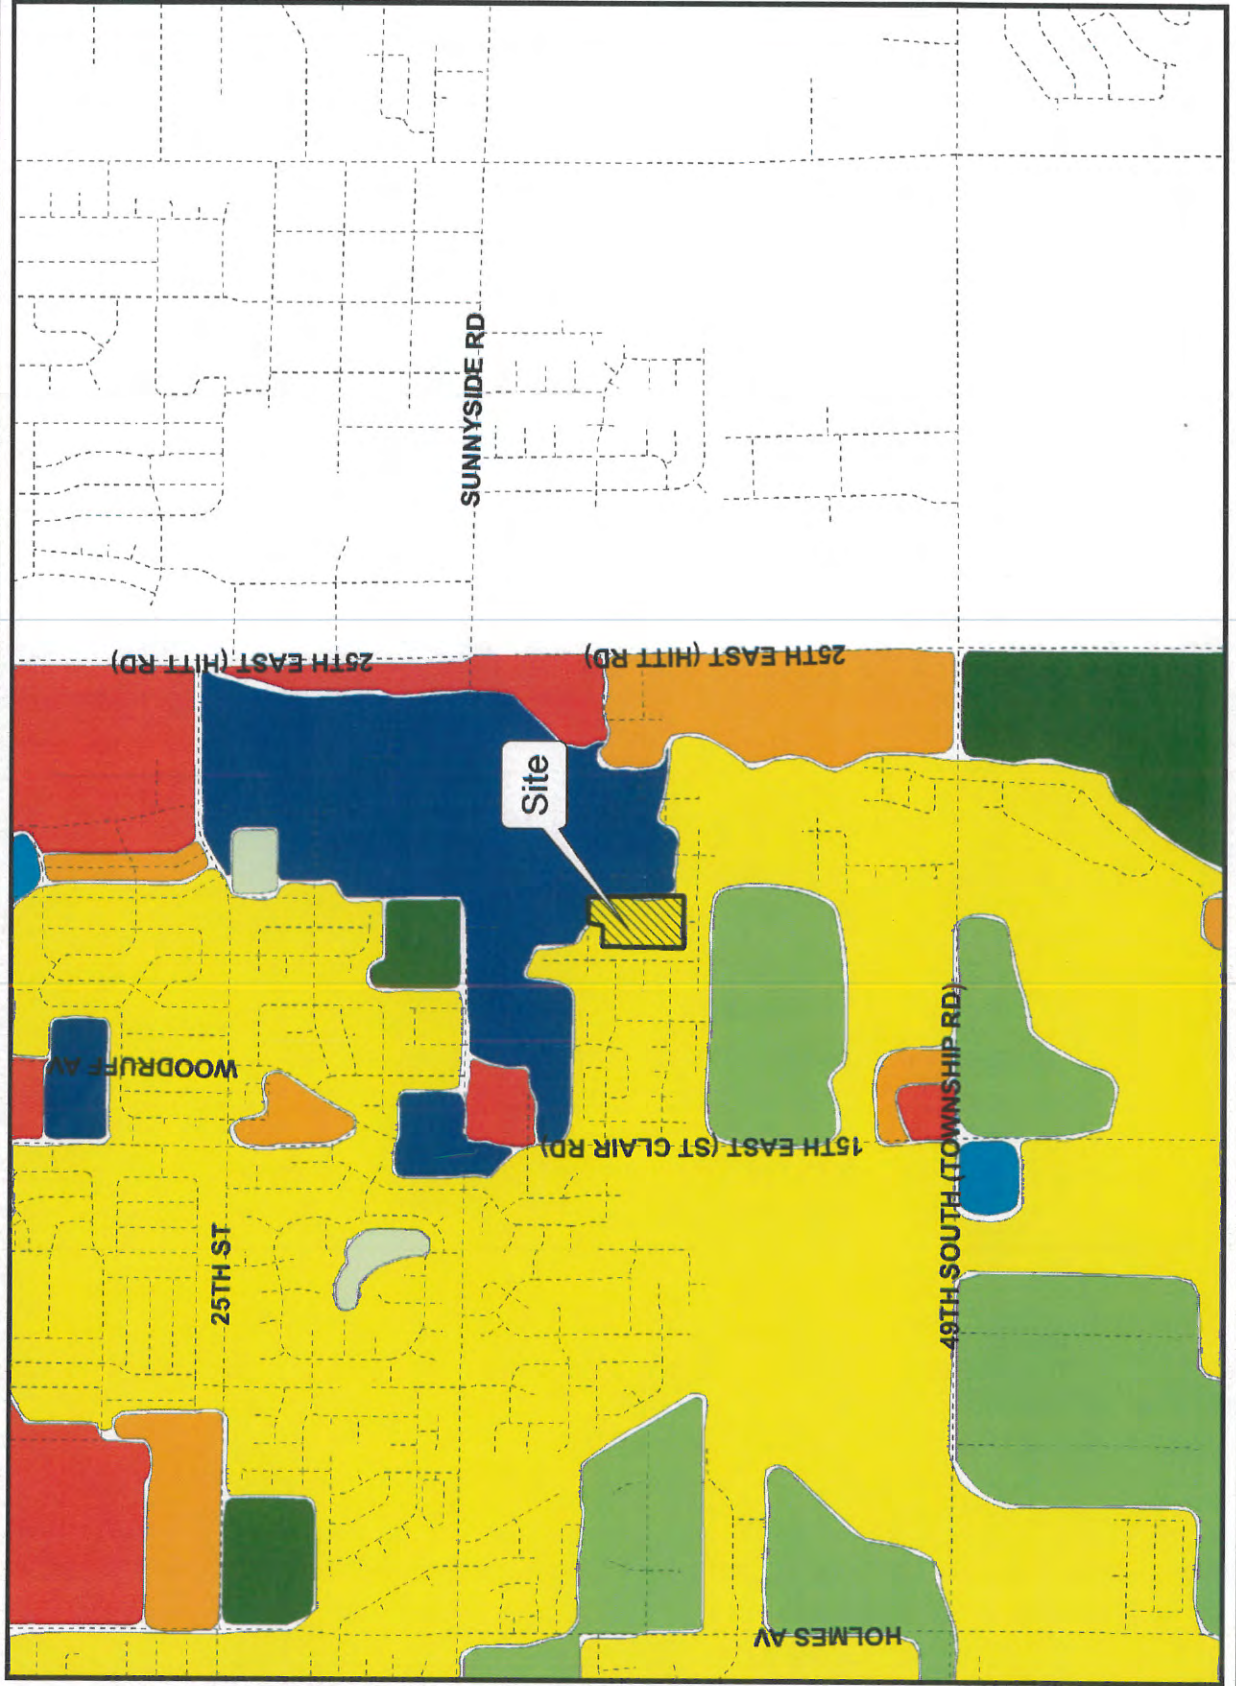 SUNNYSIDE RD
25TH EAST (HITT RD)
25TH EAST (HITT RD)
Site
WOODRUFF AV
15TH EAST (ST CLAIR RD)
25TH ST
49TH SOUTH (TOWNSHIP RD)
HOLMES AV